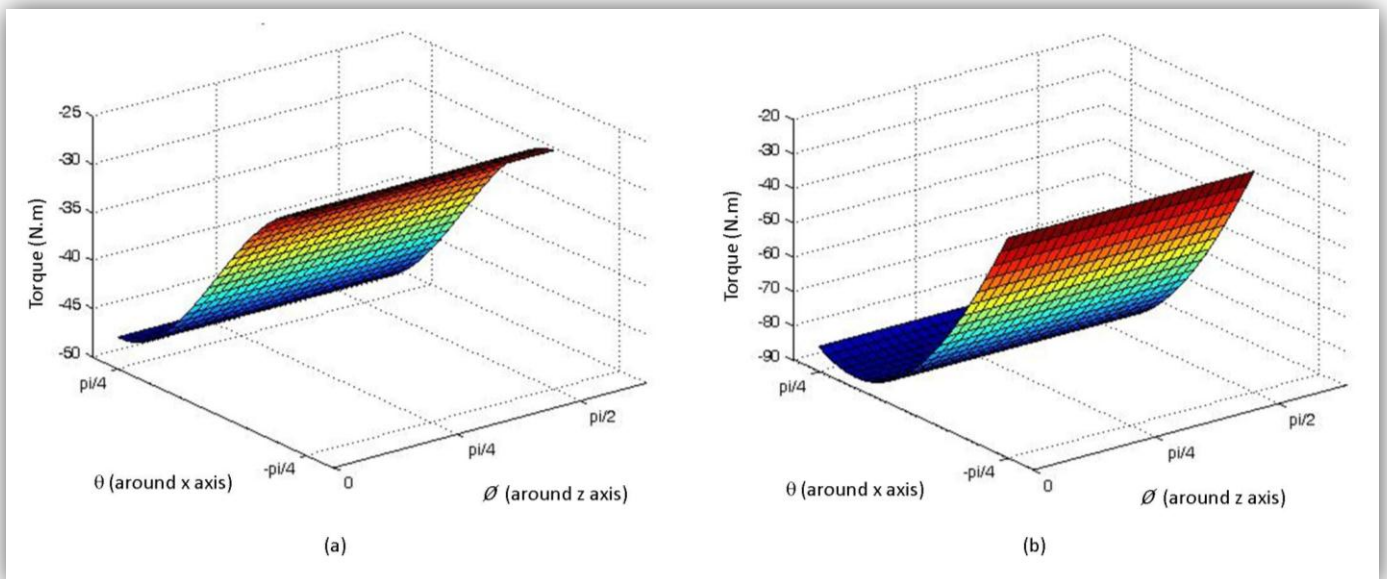 -25
-30
-35
-40
-45
-50
Torque (N.m)
pi/4
-pi/4
θ (around x axis)
0
pi/4
pi/2
Ø (around z axis)
(a)
-20
-30
-40
-50
-60
-70
-80
-90
Torque (N.m)
pi/4
-pi/4
θ (around x axis)
0
pi/4
pi/2
Ø (around z axis)
(b)